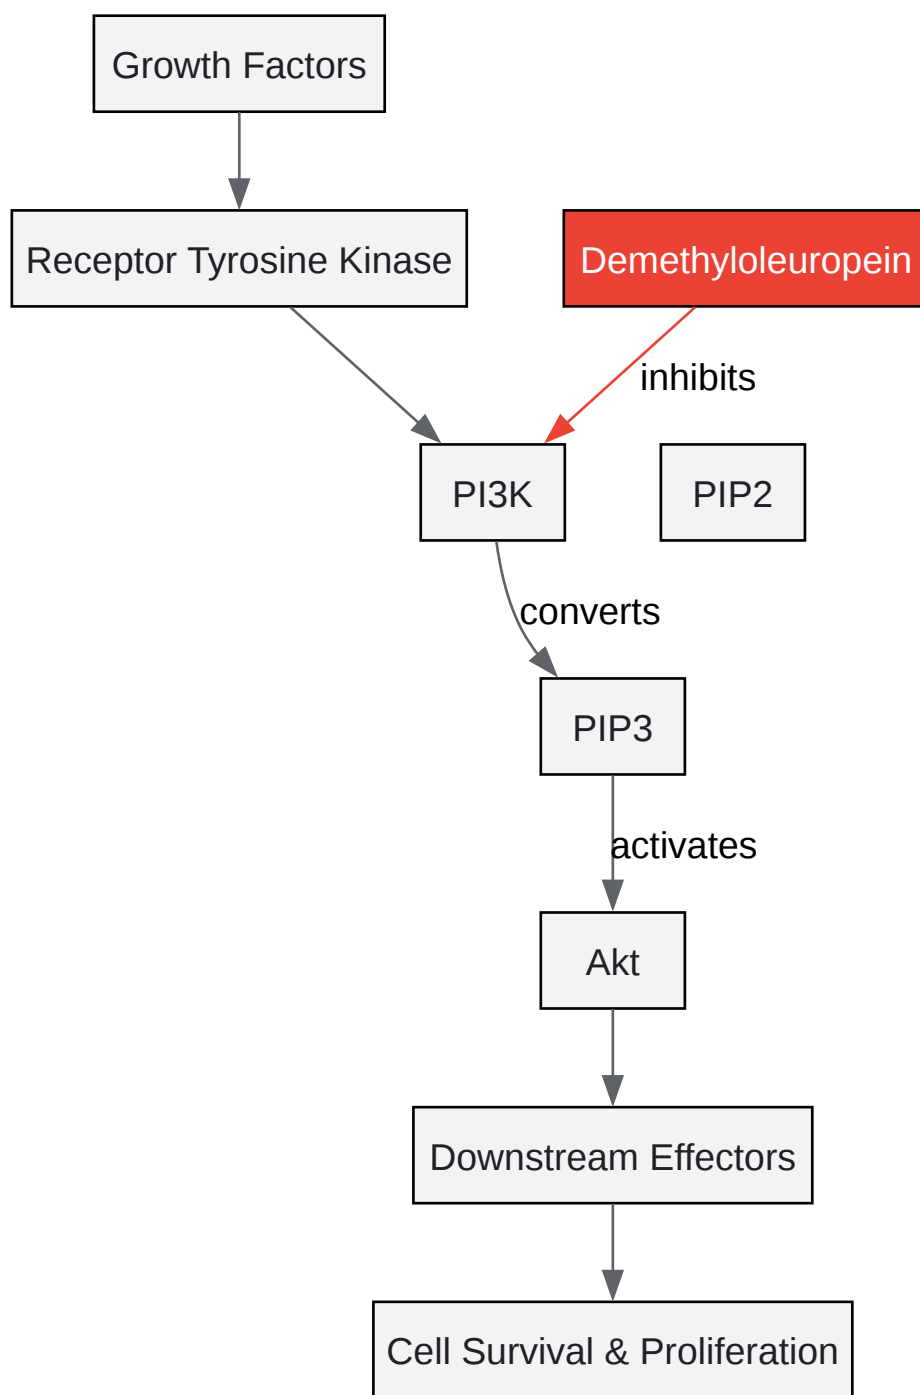 Growth Factors
Receptor Tyrosine Kinase
Demethyloleuropein
inhibits
PI3K
PIP2
converts
PIP3
activates
Akt
Downstream Effectors
Cell Survival & Proliferation